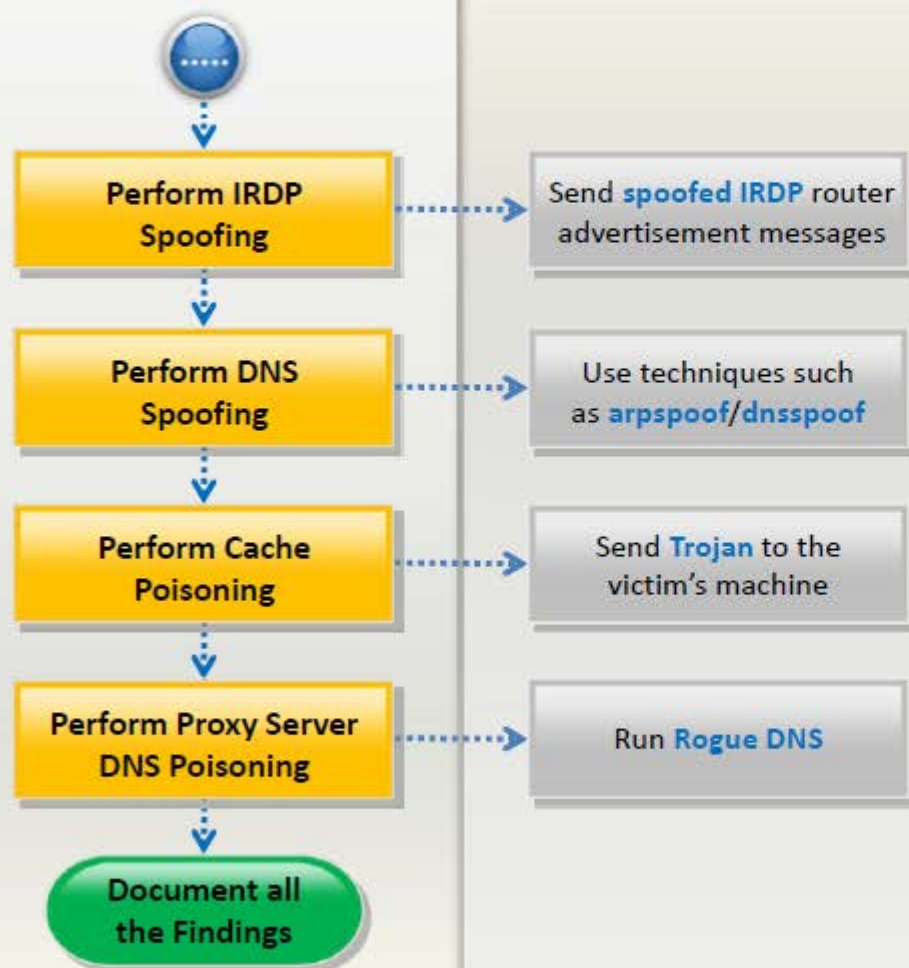 .....
Perform IRDP
Spoofing
Send spoofed IRDP router
advertisement messages
Perform DNS
Spoofing
Use techniques such
as arpspoof/dnsspoof
Perform Cache
Poisoning
Send Trojan to the
victim's machine
Perform Proxy Server
DNS Poisoning
Run Rogue DNS
Document all
the Findings